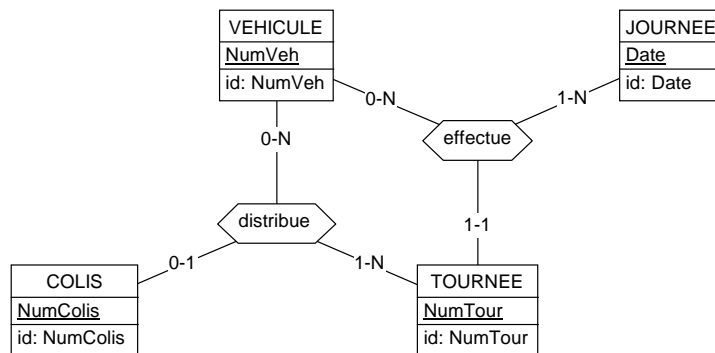 VEHICULE
NumVeh
id: NumVeh
JOURNEE
Date
id: Date
0-N
1-N
effectue
0-N
distribue
1-1
0-1
1-N
COLIS
NumColis
id: NumColis
TOURNEE
NumTour
id: NumTour